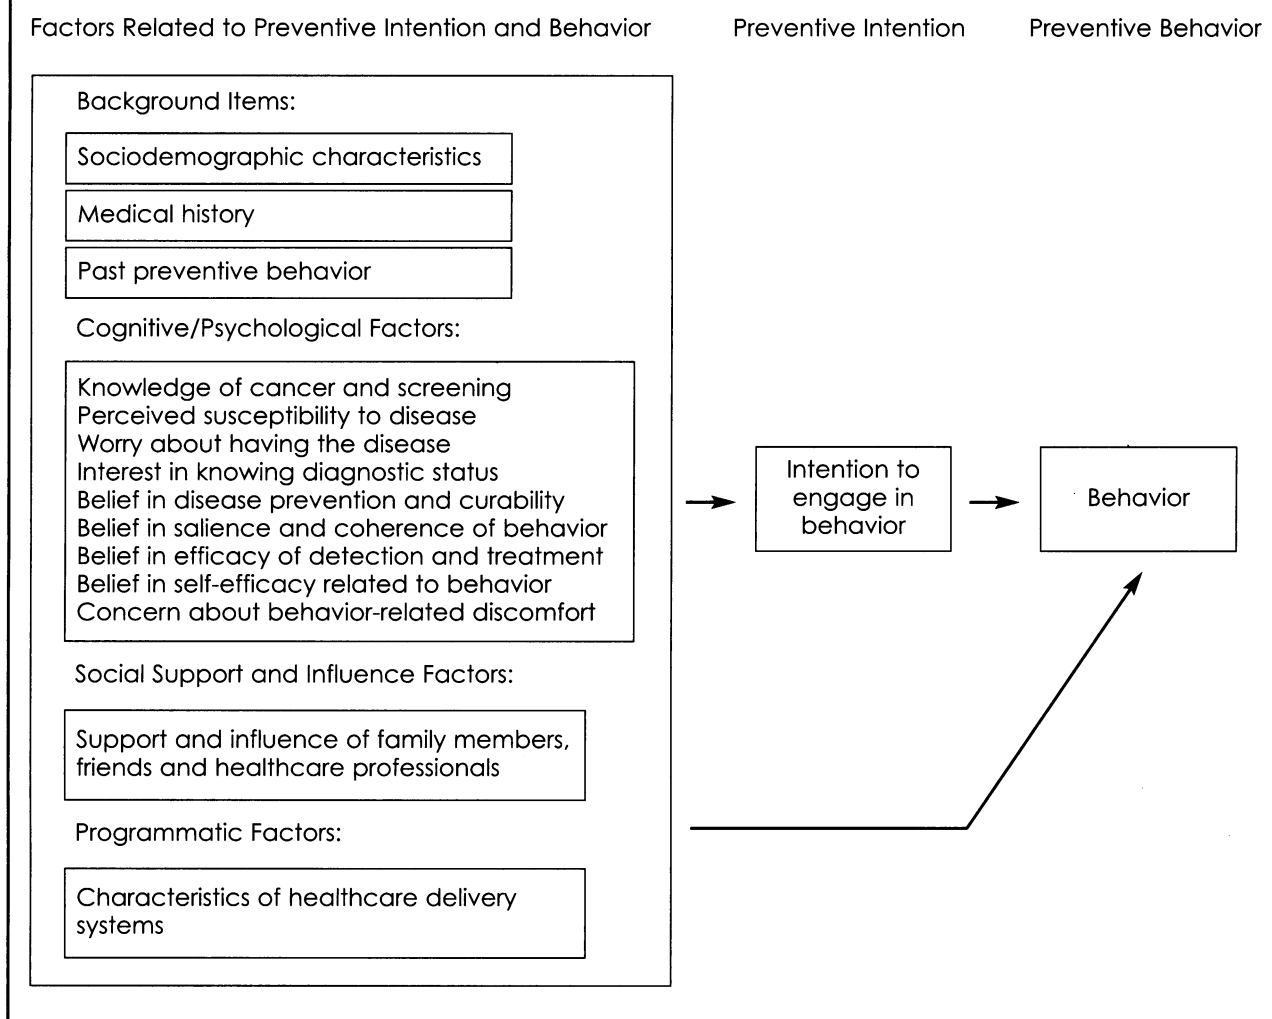 Factors Related to Preventive Intention and Behavior
Preventive Intention
Preventive Behavior
Background Items:
Sociodemographic characteristics
Medical history
Past preventive behavior
Cognitive/Psychological Factors:
Knowledge of cancer and screening
Perceived susceptibility to disease
Worry about having the disease
Interest in knowing diagnostic status
Belief in disease prevention and curability
Belief in salience and coherence of behavior
Belief in efficacy of detection and treatment
Belief in self-efficacy related to behavior
Concern about behavior-related discomfort
Social Support and Influence Factors:
Support and influence of family members,
friends and healthcare professionals
Programmatic Factors:
Characteristics of healthcare delivery
systems
Intention to
engage in
behavior
Behavior